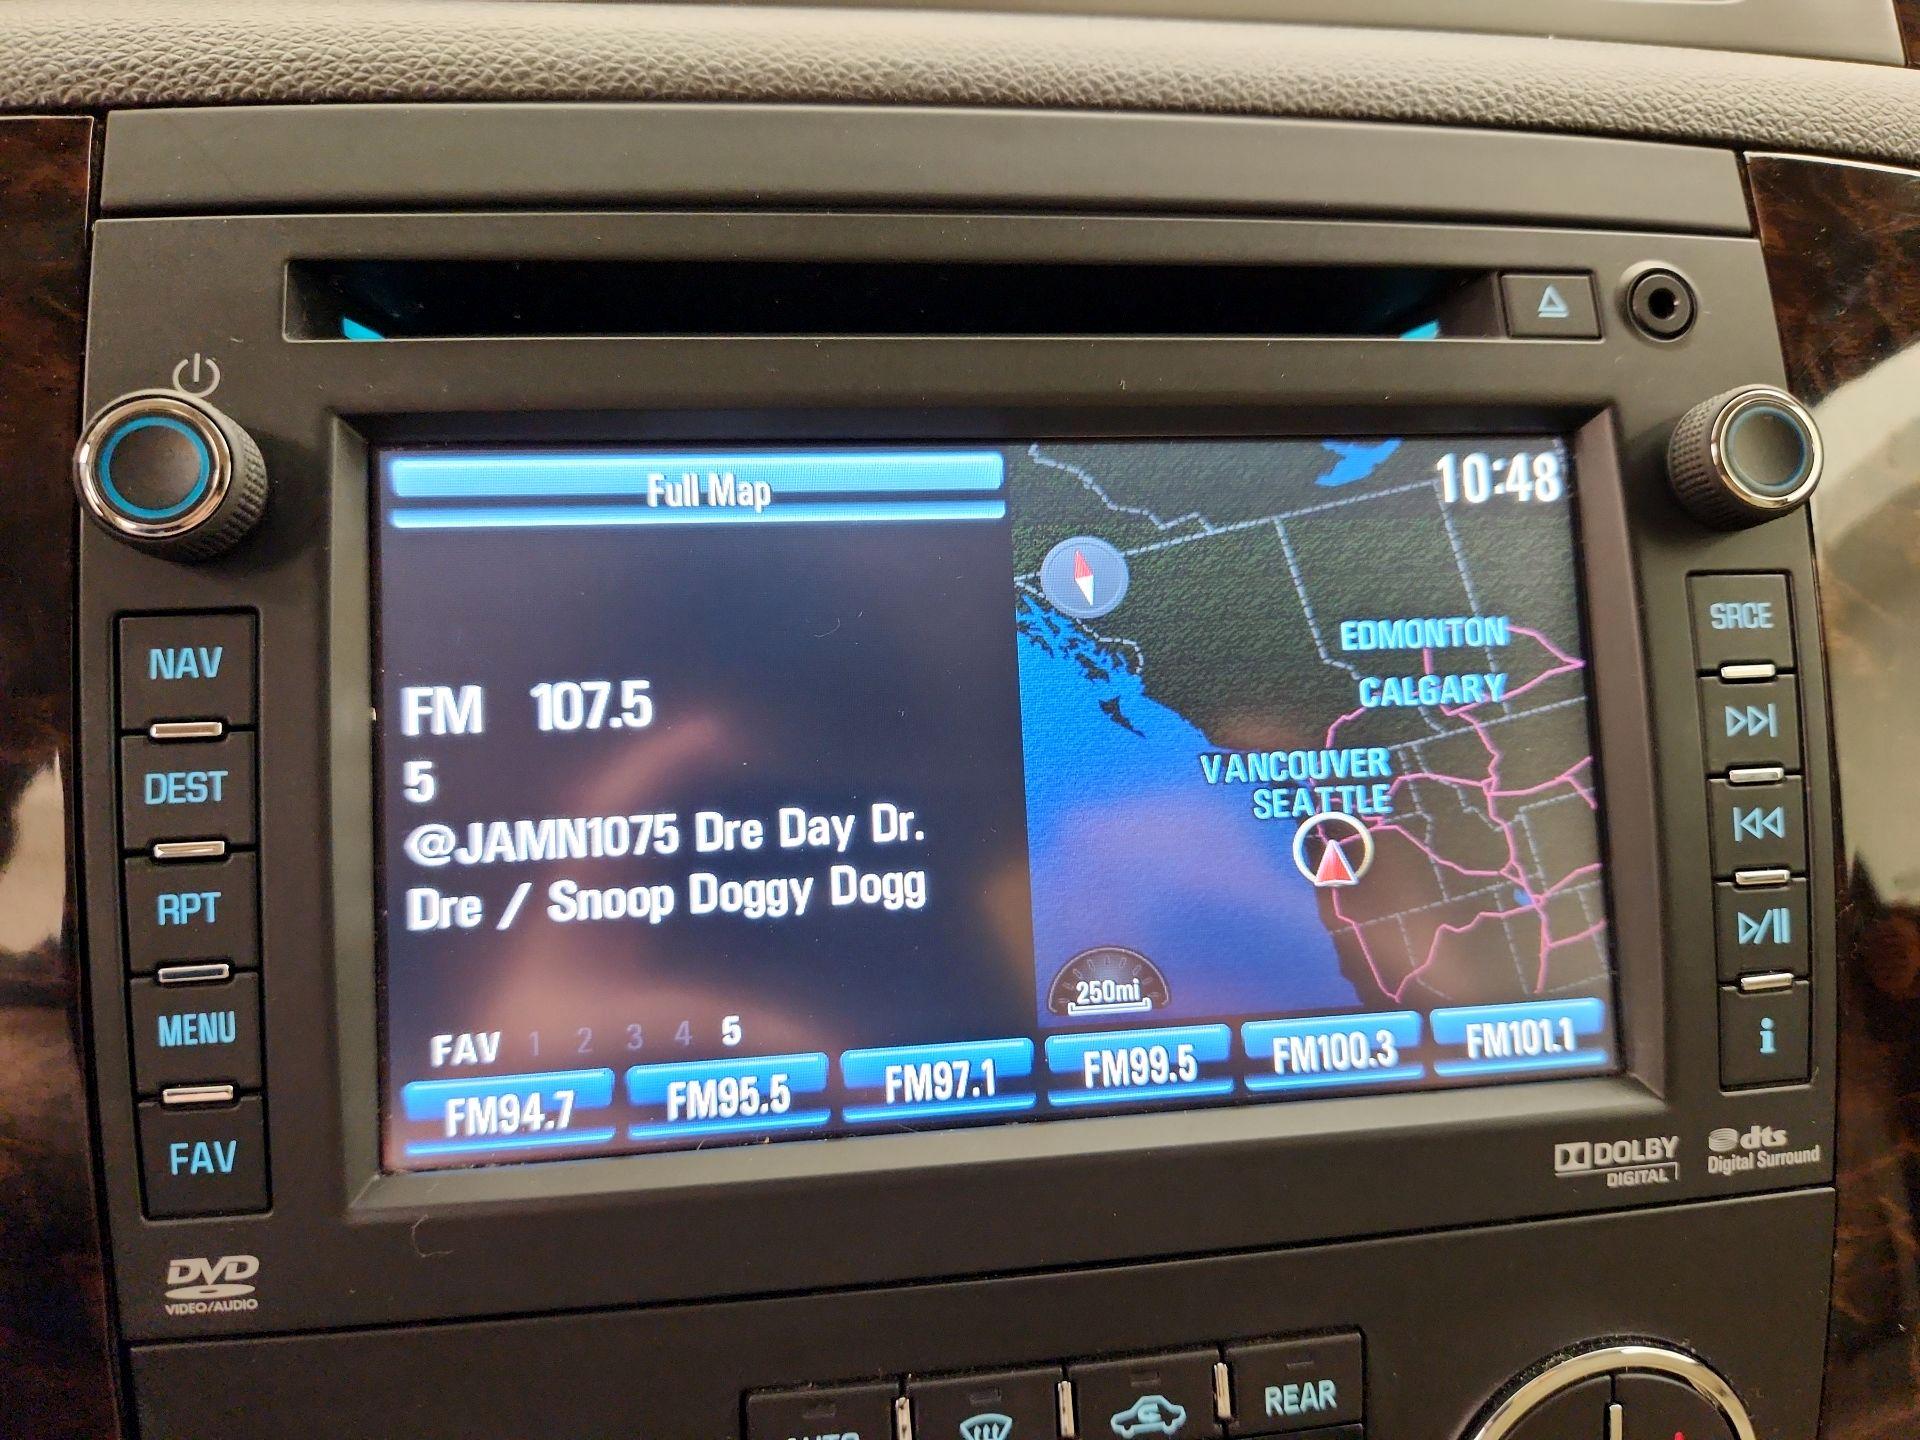 Full Map
10:48
EDMONTON
CALGARY
VANCOUVER
SEATTLE
FM 107.5
5
@JAMN1075 Dre Day Dr.
Dre / Snoop Doggy Dogg
250mi
FAV 1 2 3 4 5
FM94.7 FM95.5 FM97.1 FM99.5 FM100.3 FM101.1
NAV
DEST
RPT
MENU
FAV
SRCE
i
DOLBY
DIGITAL
dts
Digital Surround
DVD
VIDEO/AUDIO
AUTO
REAR